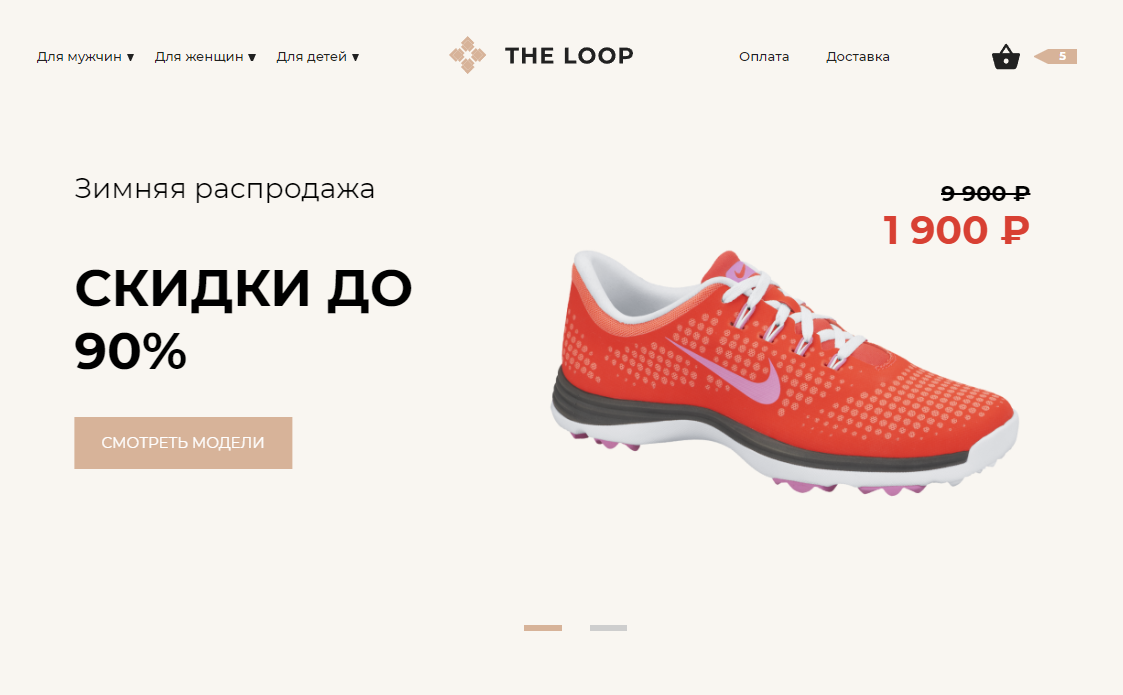 Для мужчин ▼ Для женщин ▼ Для детей ▼ THE LOOP Оплата Доставка 5
Зимняя распродажа
9 900 ₽
1 900 ₽
СКИДКИ ДО
90%
СМОТРЕТЬ МОДЕЛИ